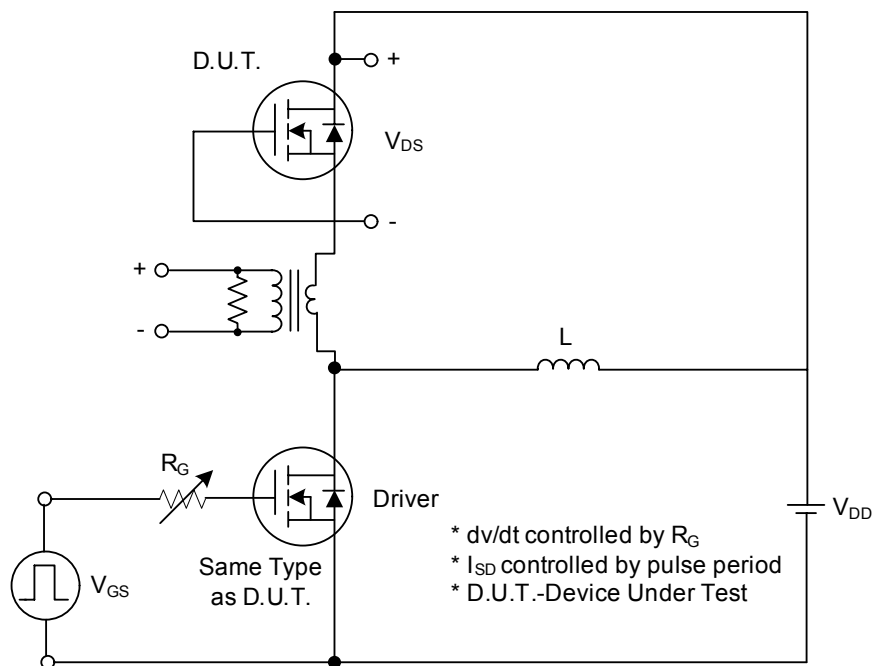 D.U.T.
+
VDS
-
+
-
L
RG
Driver
VDD
VGS
Same Type
as D.U.T.
* dv/dt controlled by RG
* ISD controlled by pulse period
* D.U.T.-Device Under Test